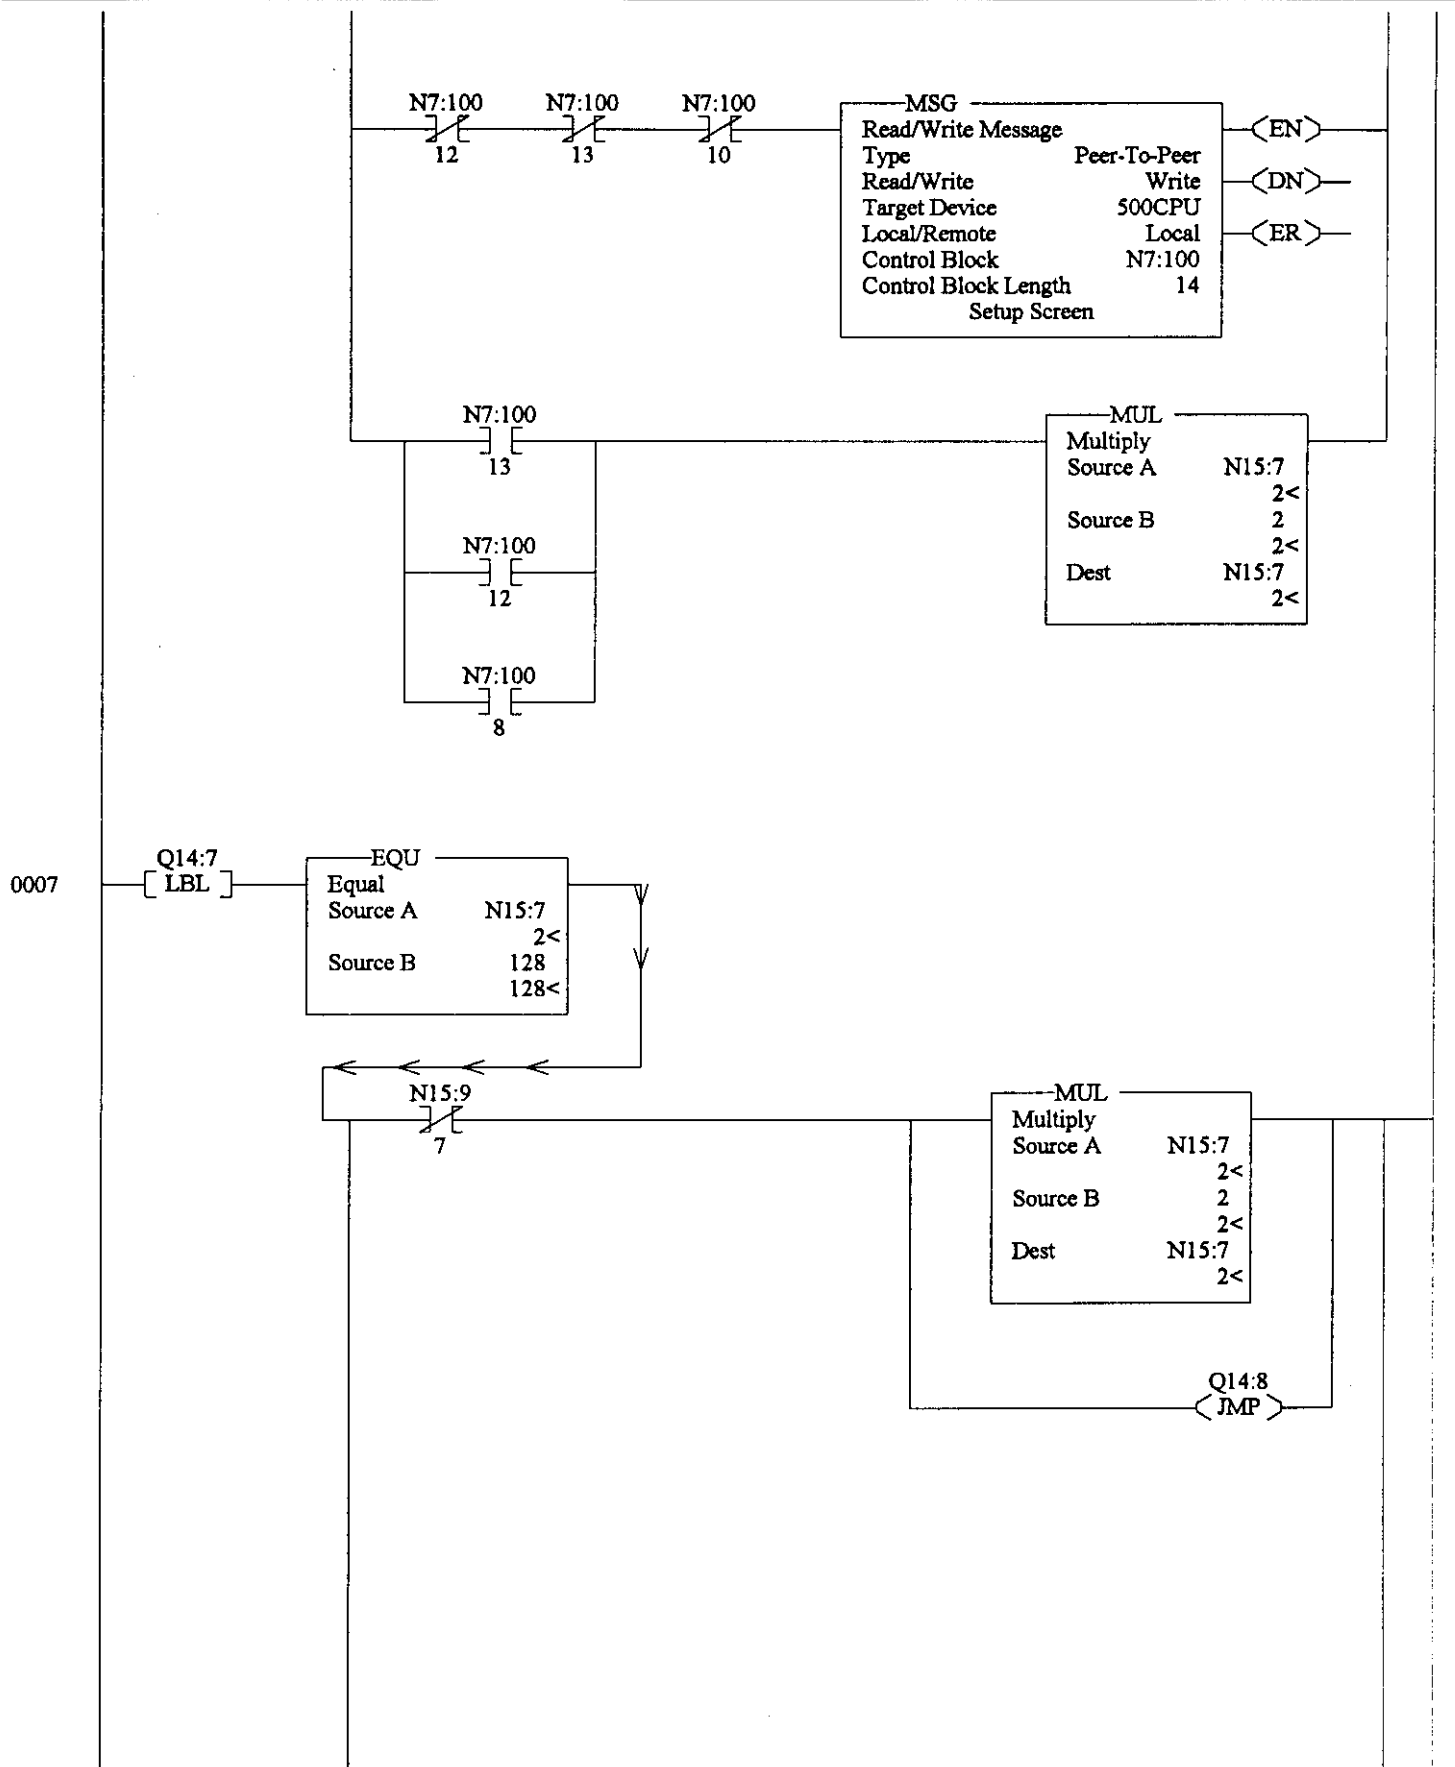 N7:100 N7:100 N7:100
12 13 10
MSG
Read/Write Message
Type Peer-To-Peer
Read/Write Write
Target Device 500CPU
Local/Remote Local
Control Block N7:100
Control Block Length 14
Setup Screen
EN
DN
ER
N7:100
13
N7:100
12
N7:100
8
MUL
Multiply
Source A N15:7
2<
Source B 2
2<
Dest N15:7
2<
0007
Q14:7
LBL
EQU
Equal
Source A N15:7
2<
Source B 128
128<
N15:9
7
MUL
Multiply
Source A N15:7
2<
Source B 2
2<
Dest N15:7
2<
Q14:8
JMP